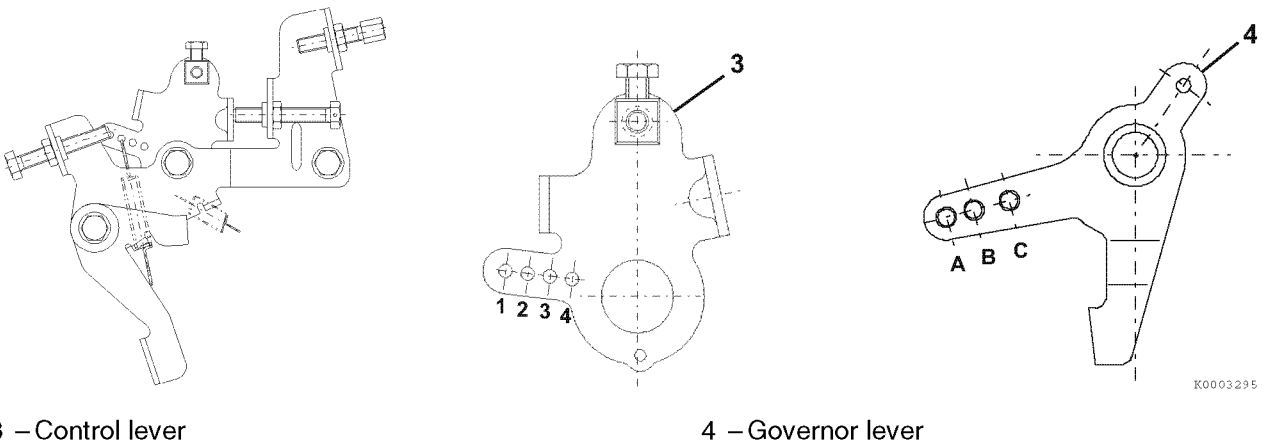 3
4
1 2 3 4
A B C
K0003295
3 – Control lever
4 – Governor lever